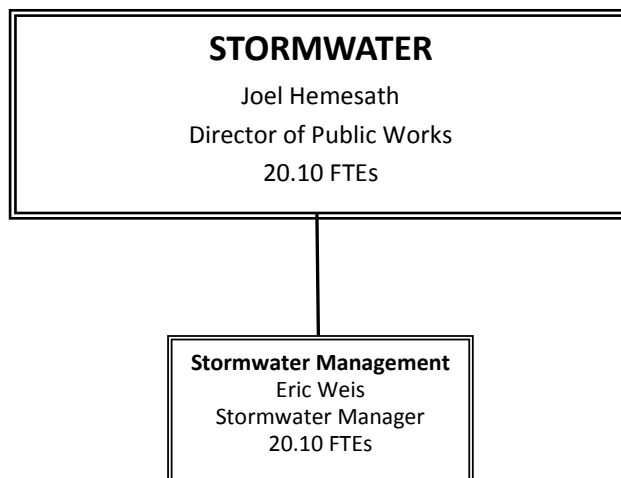 STORMWATER
Joel Hemesath
Director of Public Works
20.10 FTEs
Stormwater Management
Eric Weis
Stormwater Manager
20.10 FTEs